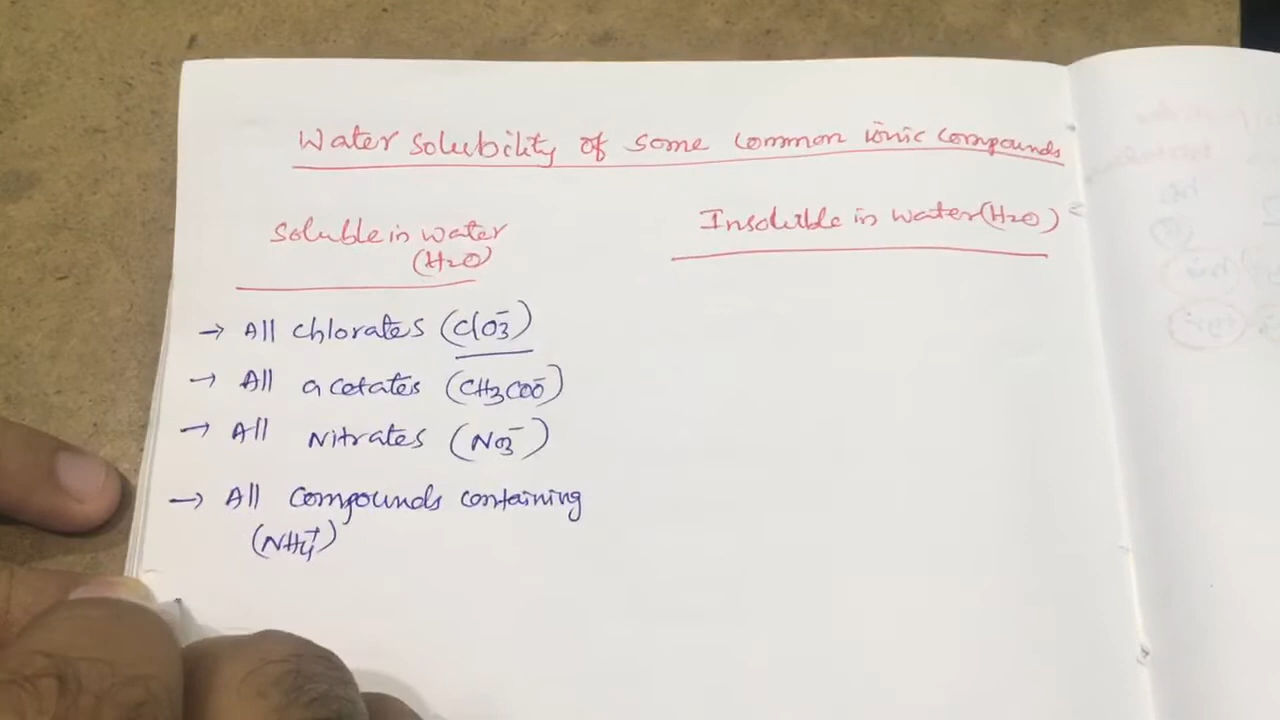 Water solubility of some common ionic compounds
Soluble in water
(H2O)
Insoluble in water (H2O)
→ All chlorates (ClO3⁻)
→ All acetates (CH3COO⁻)
→ All Nitrates (NO3⁻)
→ All compounds containing
(NH4⁺)